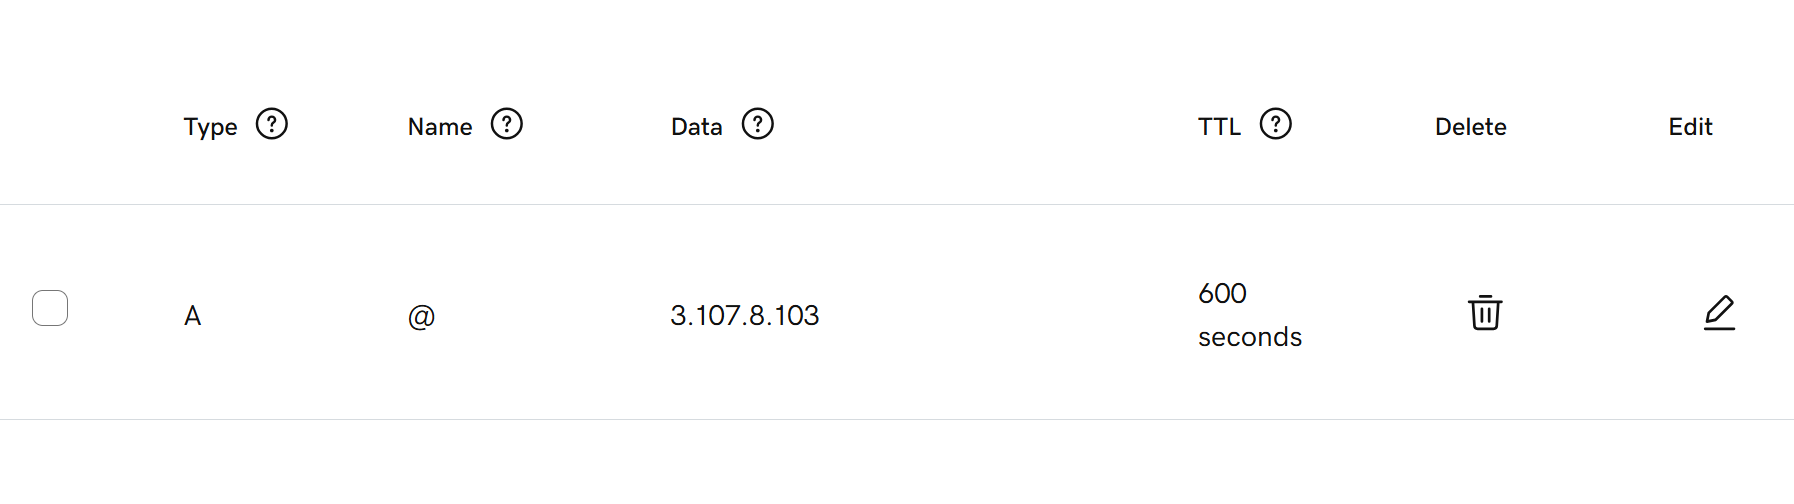 Type ? Name ? Data ? TTL ? Delete Edit
A @ 3.107.8.103 600 seconds